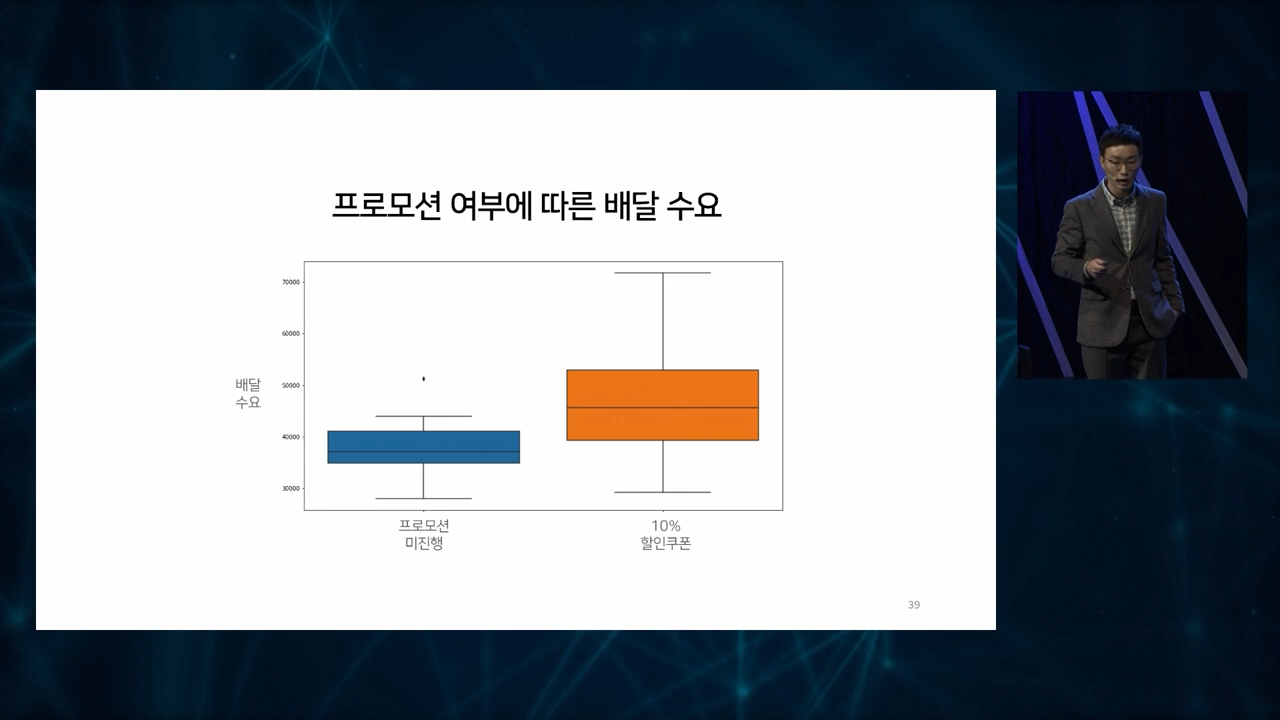 프로모션 여부에 따른 배달 수요
70000
60000
50000
40000
30000
배달
수요
프로모션
미진행
10%
할인쿠폰
39